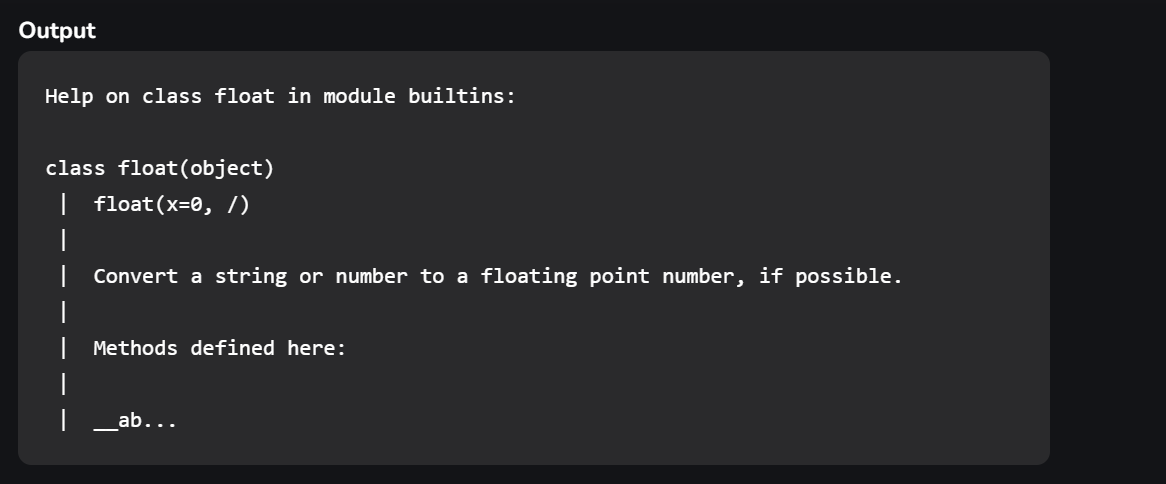 Output
Help on class float in module builtins:
class float(object)
 |  float(x=0, /)
 |
 |  Convert a string or number to a floating point number, if possible.
 |
 |  Methods defined here:
 |
 |  __ab...